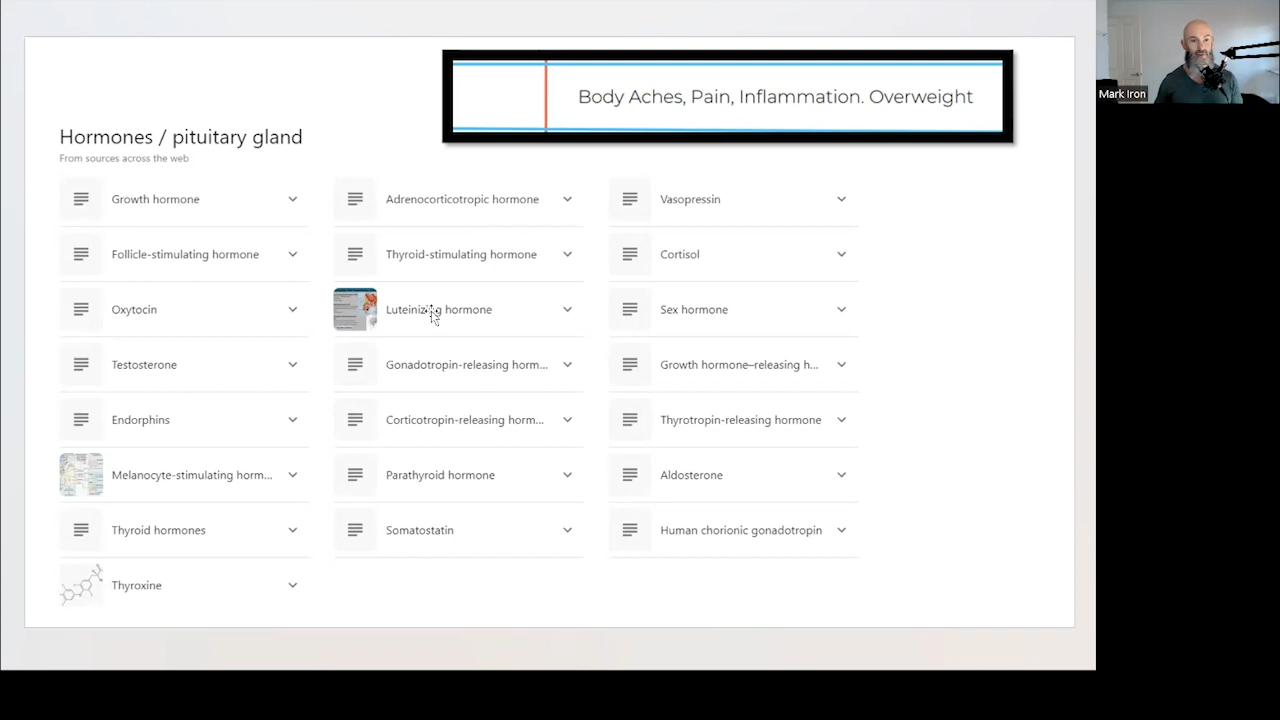 Body Aches, Pain, Inflammation. Overweight
Mark Iron
Hormones / pituitary gland
From sources across the web
Growth hormone
Adrenocorticotropic hormone
Vasopressin
Follicle-stimulating hormone
Thyroid-stimulating hormone
Cortisol
Oxytocin
Luteinizing hormone
Sex hormone
Testosterone
Gonadotropin-releasing horm...
Growth hormone–releasing h...
Endorphins
Corticotropin-releasing horm...
Thyrotropin-releasing hormone
Melanocyte-stimulating horm...
Parathyroid hormone
Aldosterone
Thyroid hormones
Somatostatin
Human chorionic gonadotropin
Thyroxine